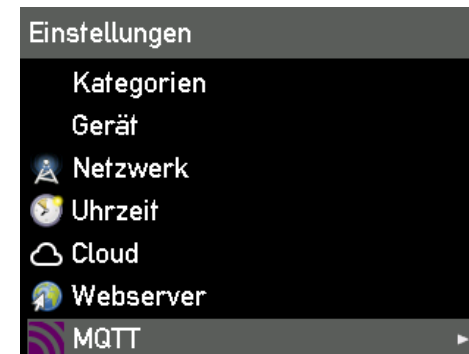 Einstellungen
Kategorien
Gerät
Netzwerk
Uhrzeit
Cloud
Webserver
MQTT